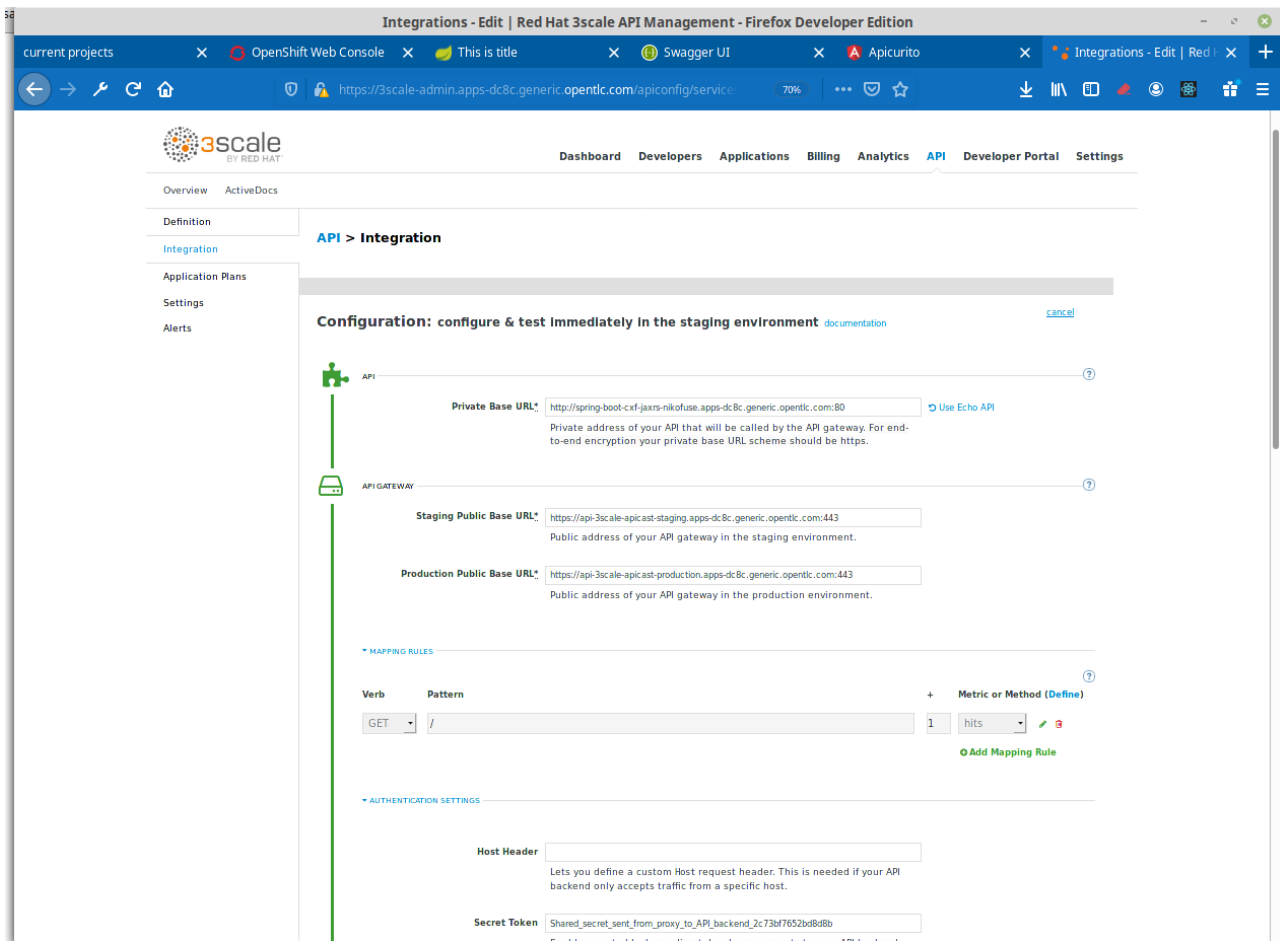 Integrations - Edit | Red Hat 3scale API Management - Firefox Developer Edition
current projects
OpenShift Web Console
This is title
Swagger UI
Apicurito
Integrations - Edit | Red H
https://3scale-admin.apps-dc8c.generic.opentlc.com/apiconfig/service
70%
3scale
BY RED HAT
Dashboard Developers Applications Billing Analytics API Developer Portal Settings
Overview ActiveDocs
Definition
Integration
Application Plans
Settings
Alerts
API > Integration
Configuration: configure & test immediately in the staging environment documentation
cancel
API
Private Base URL* http://spring-boot-cxf-jaxrs-nikofuse.apps-dc8c.generic.opentlc.com:80 Use Echo API
Private address of your API that will be called by the API gateway. For end-
to-end encryption your private base URL scheme should be https.
API GATEWAY
Staging Public Base URL* https://api-3scale-apicast-staging.apps-dc8c.generic.opentlc.com:443
Public address of your API gateway in the staging environment.
Production Public Base URL* https://api-3scale-apicast-production.apps-dc8c.generic.opentlc.com:443
Public address of your API gateway in the production environment.
MAPPING RULES
Verb Pattern + Metric or Method (Define)
GET / 1 hits
Add Mapping Rule
AUTHENTICATION SETTINGS
Host Header
Lets you define a custom Host request header. This is needed if your API
backend only accepts traffic from a specific host.
Secret Token Shared_secret_sent_from_proxy_to_API_backend_2c73bf7652bd8d8b